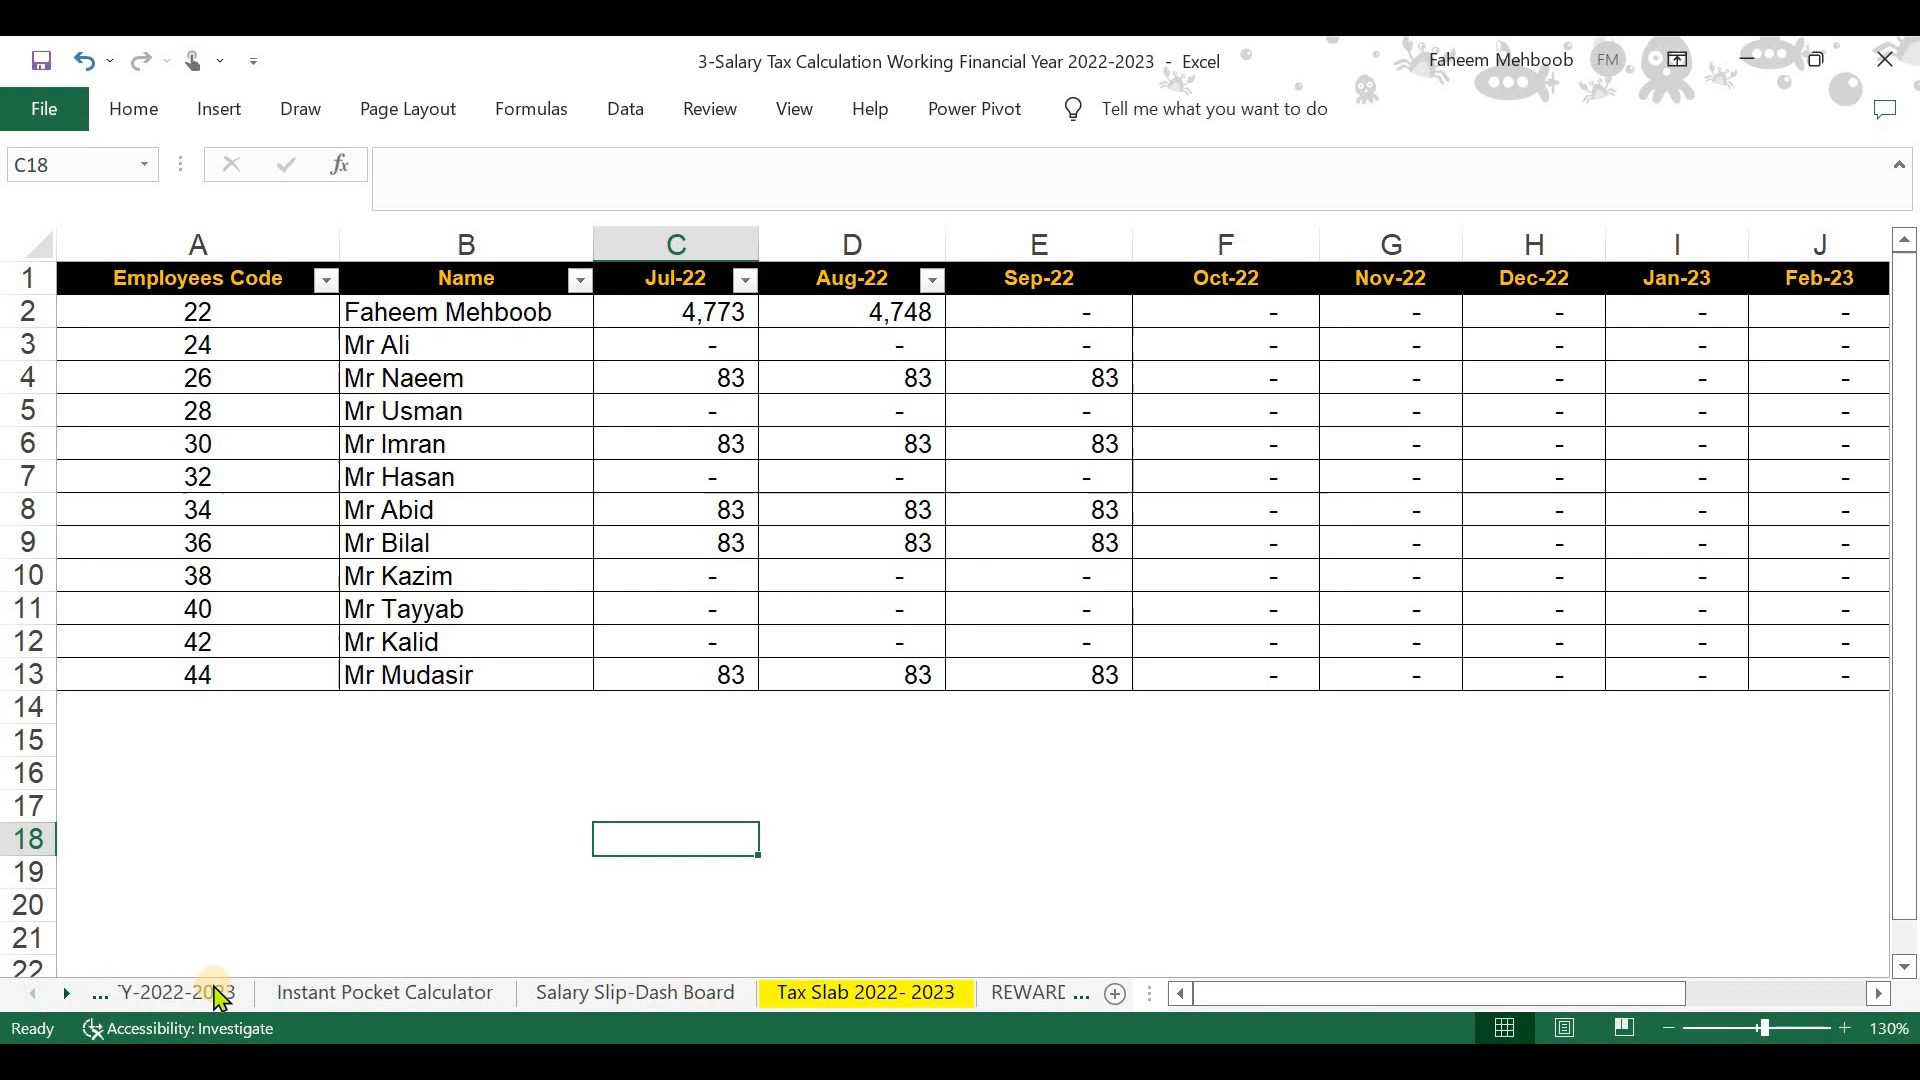 3-Salary Tax Calculation Working Financial Year 2022-2023 - Excel
Faheem Mehboob FM
File Home Insert Draw Page Layout Formulas Data Review View Help Power Pivot Tell me what you want to do
C18 fx
A B C D E F G H I J
1 Employees Code Name Jul-22 Aug-22 Sep-22 Oct-22 Nov-22 Dec-22 Jan-23 Feb-23
2 22 Faheem Mehboob 4,773 4,748 - - - - - -
3 24 Mr Ali - - - - - - - -
4 26 Mr Naeem 83 83 83 - - - - -
5 28 Mr Usman - - - - - - - -
6 30 Mr Imran 83 83 83 - - - - -
7 32 Mr Hasan - - - - - - - -
8 34 Mr Abid 83 83 83 - - - - -
9 36 Mr Bilal 83 83 83 - - - - -
10 38 Mr Kazim - - - - - - - -
11 40 Mr Tayyab - - - - - - - -
12 42 Mr Kalid - - - - - - - -
13 44 Mr Mudasir 83 83 83 - - - - -
14
15
16
17
18
19
20
21
22
... Y-2022-2023 Instant Pocket Calculator Salary Slip-Dash Board Tax Slab 2022- 2023 REWARD ...
Ready Accessibility: Investigate 130%